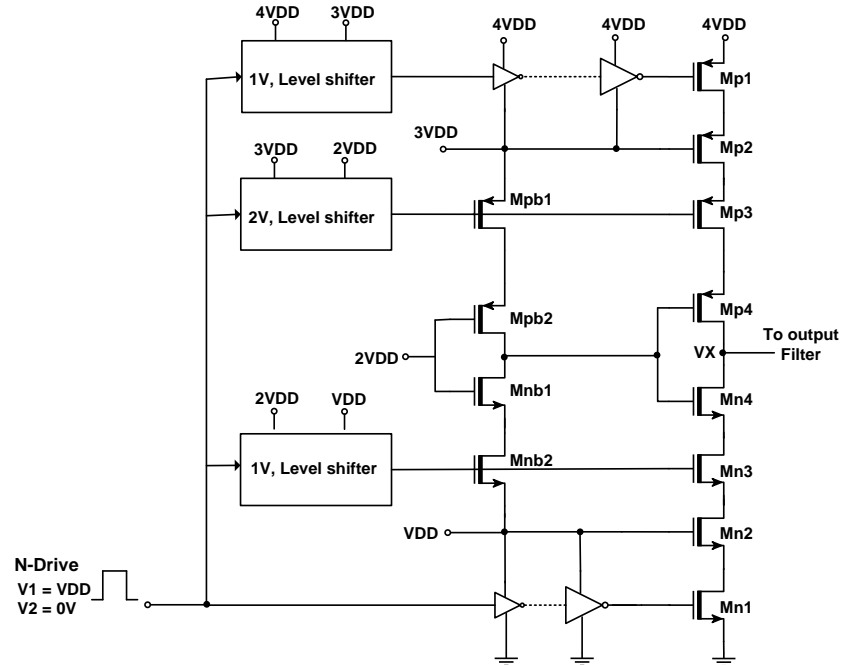 4VDD 3VDD 4VDD 4VDD 4VDD
1V, Level shifter
Mp1
3VDD
Mp2
3VDD 2VDD
2V, Level shifter
Mpb1
Mp3
Mpb2
Mp4
2VDD
VX
To output
Filter
Mnb1
Mn4
2VDD VDD
1V, Level shifter
Mnb2
Mn3
VDD
Mn2
N-Drive
V1 = VDD
V2 = 0V
Mn1